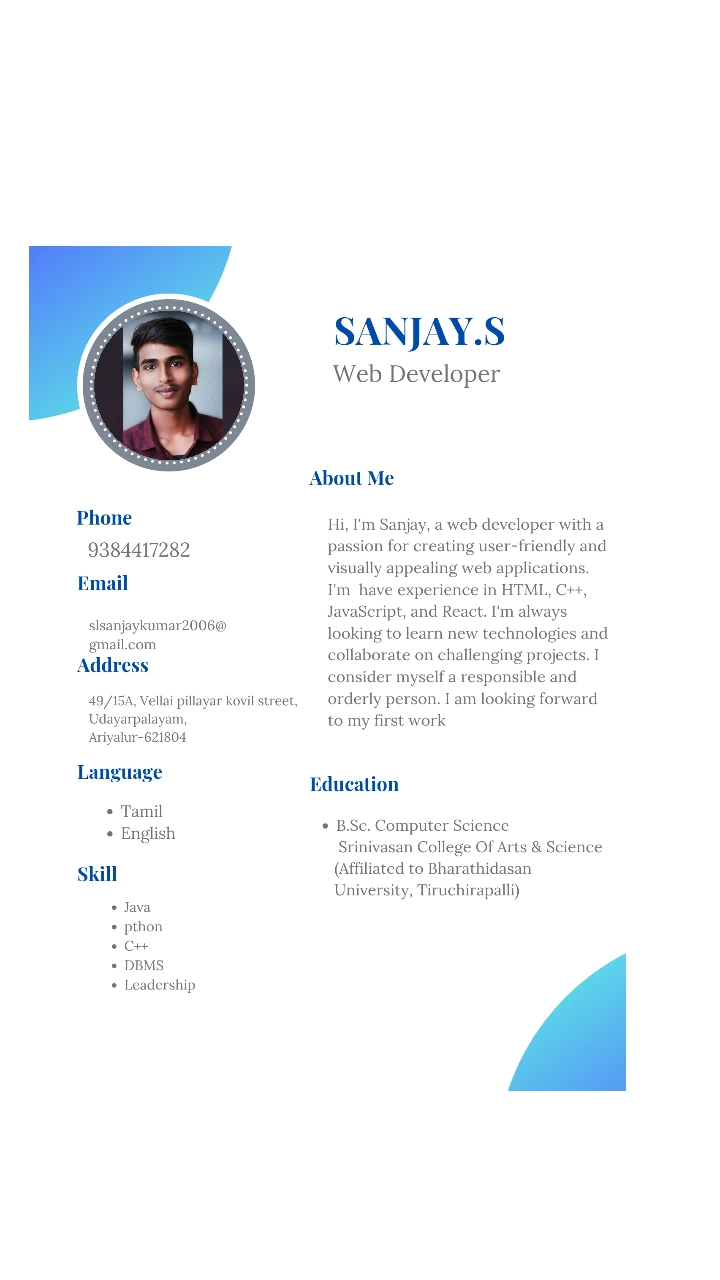 SANJAY.S
Web Developer
Phone
9384417282
Email
slsanjaykumar2006@
gmail.com
Address
49/15A, Vellai pillayar kovil street,
Udayarpalayam,
Ariyalur-621804
Language
• Tamil
• English
Skill
• Java
• pthon
• C++
• DBMS
• Leadership
About Me
Hi, I'm Sanjay, a web developer with a
passion for creating user-friendly and
visually appealing web applications.
I'm  have experience in HTML, C++,
JavaScript, and React. I'm always
looking to learn new technologies and
collaborate on challenging projects. I
consider myself a responsible and
orderly person. I am looking forward
to my first work
Education
• B.Sc. Computer Science
Srinivasan College Of Arts & Science
(Affiliated to Bharathidasan
University, Tiruchirapalli)